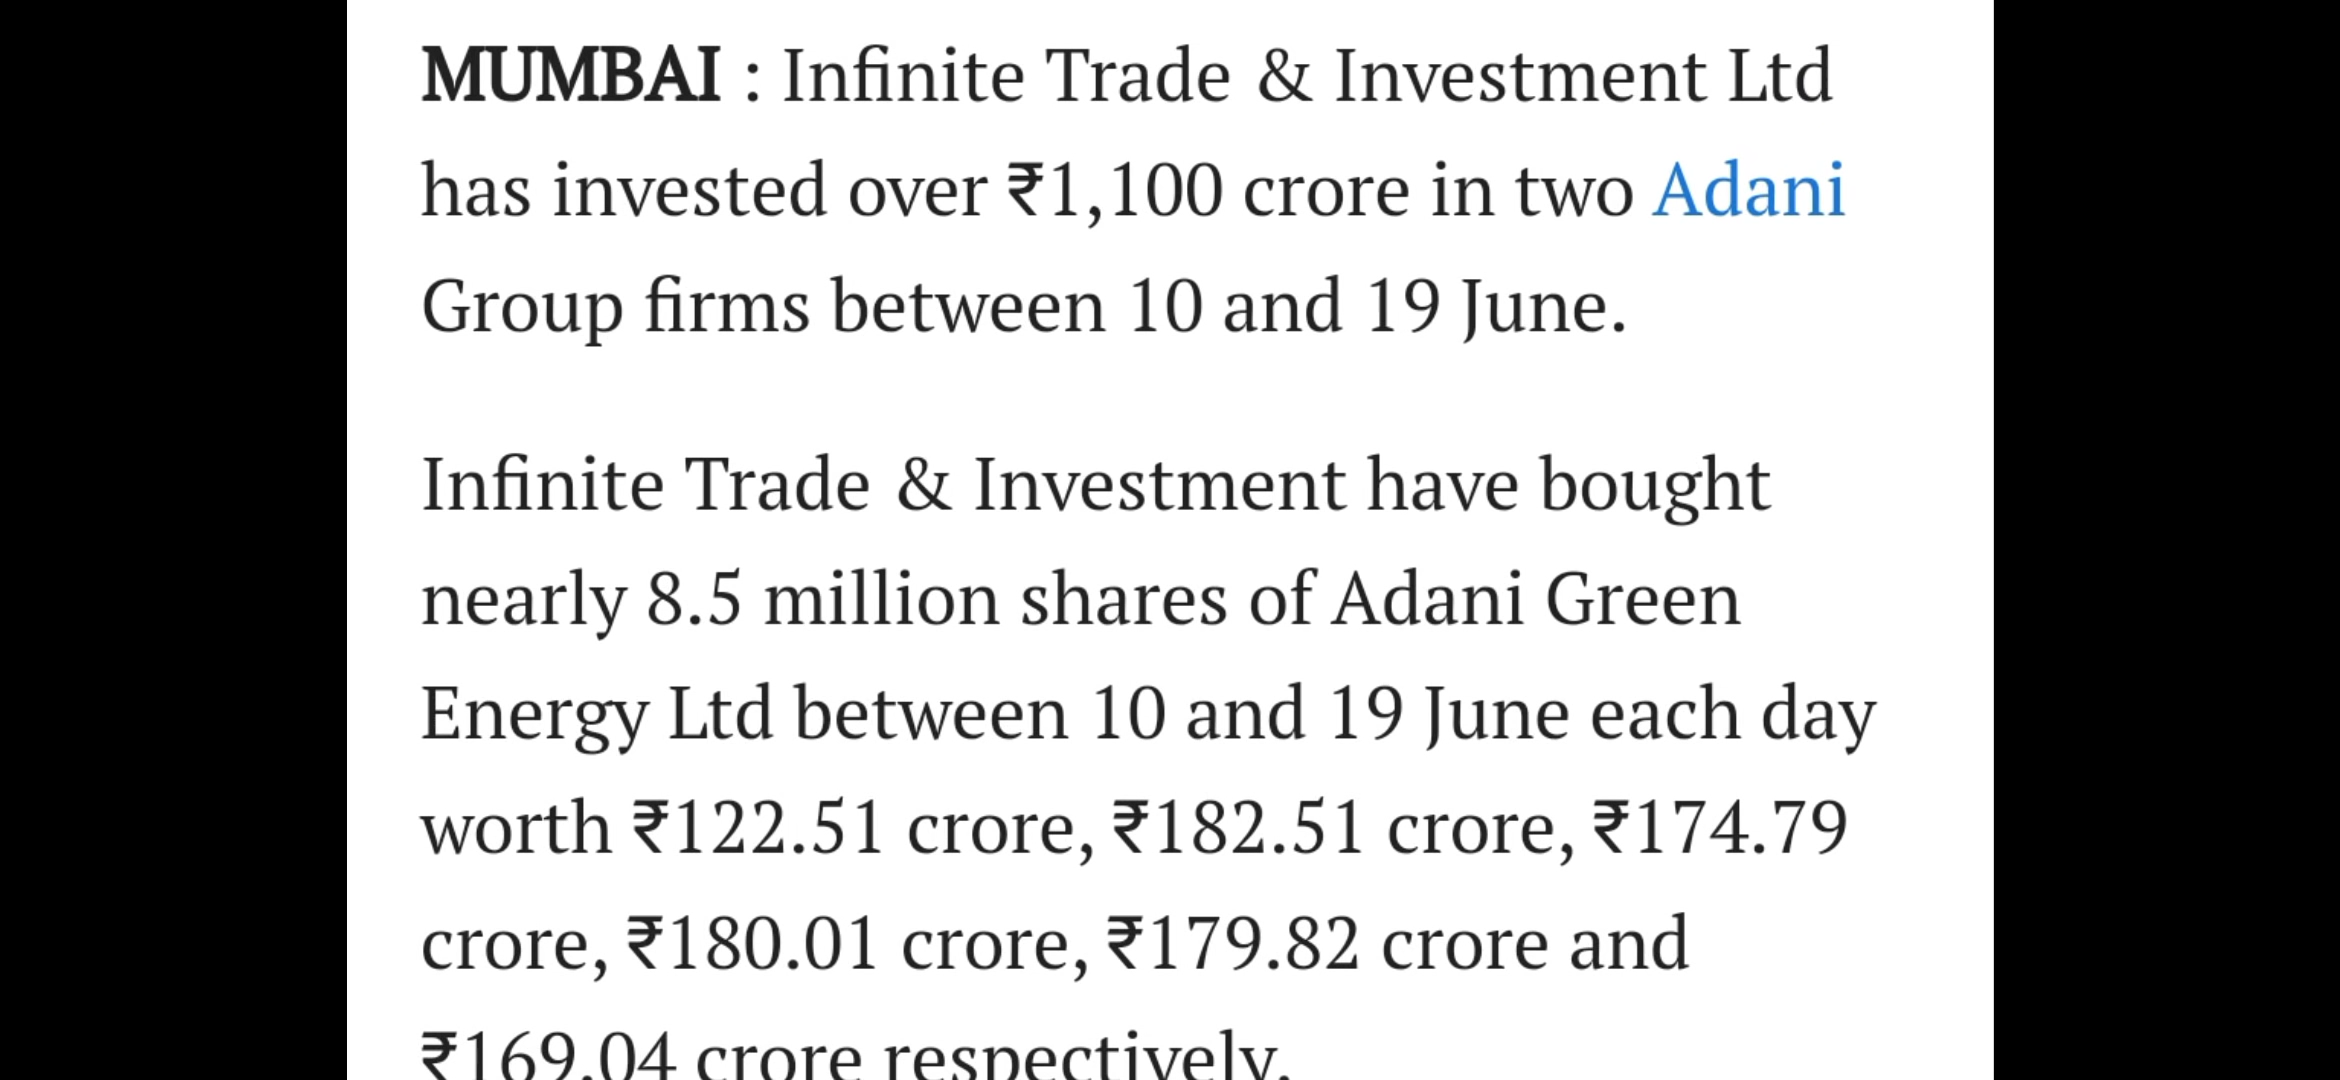 MUMBAI : Infinite Trade & Investment Ltd
has invested over ₹1,100 crore in two Adani
Group firms between 10 and 19 June.
Infinite Trade & Investment have bought
nearly 8.5 million shares of Adani Green
Energy Ltd between 10 and 19 June each day
worth ₹122.51 crore, ₹182.51 crore, ₹174.79
crore, ₹180.01 crore, ₹179.82 crore and
₹169.04 crore respectively.